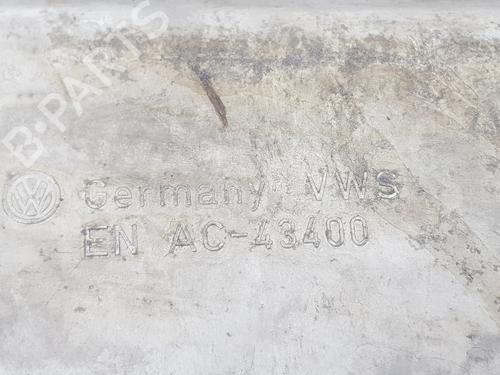 B-PARTS
Germany VWS
EN AC-43400